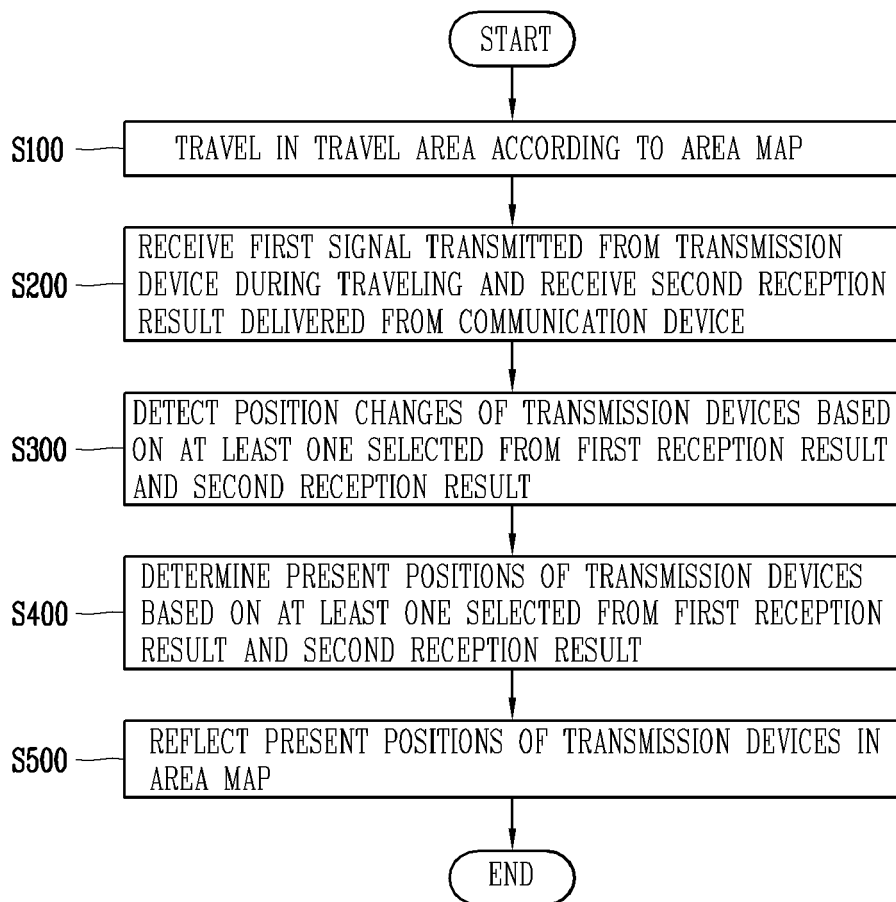 START
S100
TRAVEL IN TRAVEL AREA ACCORDING TO AREA MAP
S200
RECEIVE FIRST SIGNAL TRANSMITTED FROM TRANSMISSION
DEVICE DURING TRAVELING AND RECEIVE SECOND RECEPTION
RESULT DELIVERED FROM COMMUNICATION DEVICE
S300
DETECT POSITION CHANGES OF TRANSMISSION DEVICES BASED
ON AT LEAST ONE SELECTED FROM FIRST RECEPTION RESULT
AND SECOND RECEPTION RESULT
S400
DETERMINE PRESENT POSITIONS OF TRANSMISSION DEVICES
BASED ON AT LEAST ONE SELECTED FROM FIRST RECEPTION
RESULT AND SECOND RECEPTION RESULT
S500
REFLECT PRESENT POSITIONS OF TRANSMISSION DEVICES IN
AREA MAP
END